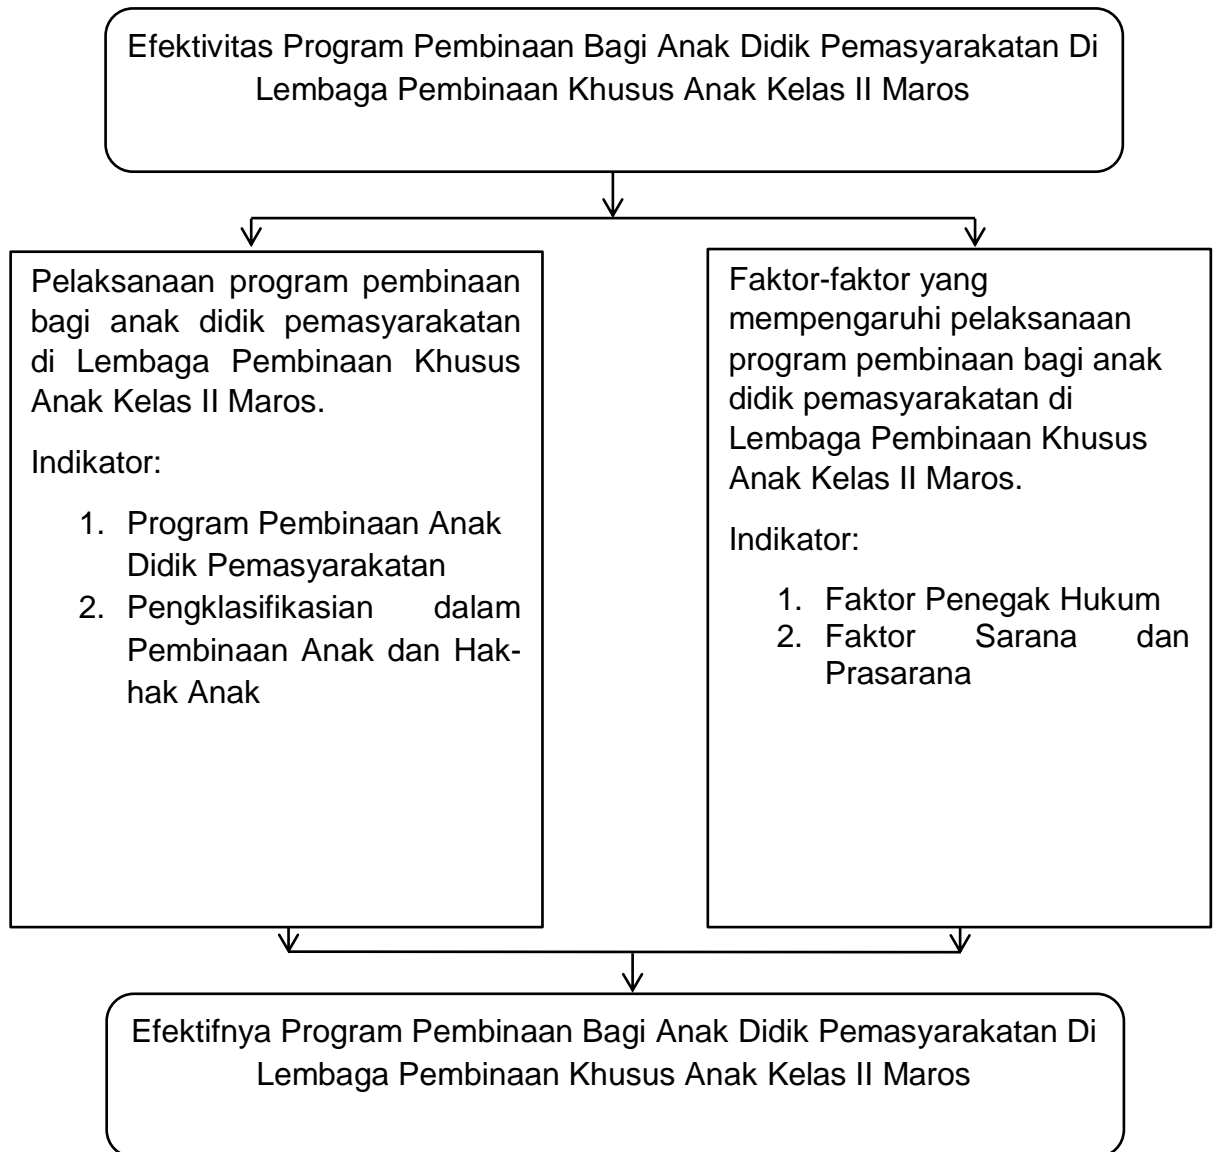 Efektivitas Program Pembinaan Bagi Anak Didik Pemasyarakatan Di
Lembaga Pembinaan Khusus Anak Kelas II Maros
Pelaksanaan program pembinaan
bagi anak didik pemasyarakatan
di Lembaga Pembinaan Khusus
Anak Kelas II Maros.
Indikator:
1. Program Pembinaan Anak
Didik Pemasyarakatan
2. Pengklasifikasian dalam
Pembinaan Anak dan Hak-
hak Anak
Faktor-faktor yang
mempengaruhi pelaksanaan
program pembinaan bagi anak
didik pemasyarakatan di
Lembaga Pembinaan Khusus
Anak Kelas II Maros.
Indikator:
1. Faktor Penegak Hukum
2. Faktor Sarana dan
Prasarana
Efektifnya Program Pembinaan Bagi Anak Didik Pemasyarakatan Di
Lembaga Pembinaan Khusus Anak Kelas II Maros